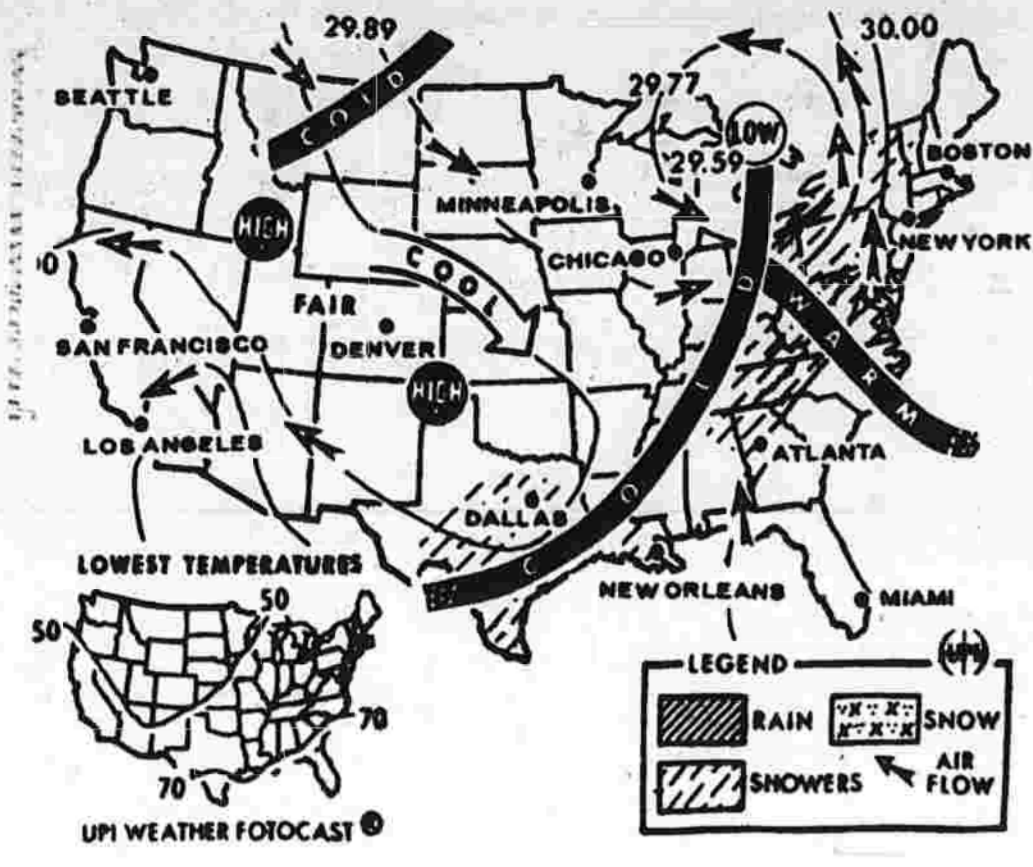 29.89
30.00
COLD
SEATTLE
29.77
LOW
29.59
BOSTON
MINNEAPOLIS
HIGH
CHICAGO
NEW YORK
COOL
FAIR
WARM
SAN FRANCISCO
DENVER
HIGH
LOS ANGELES
ATLANTA
DALLAS
COLD
NEW ORLEANS
MIAMI
LOWEST TEMPERATURES
50
50
70
70
UPI WEATHER FOTOCAST
LEGEND
UPI
RAIN
SNOW
SHOWERS
AIR
FLOW